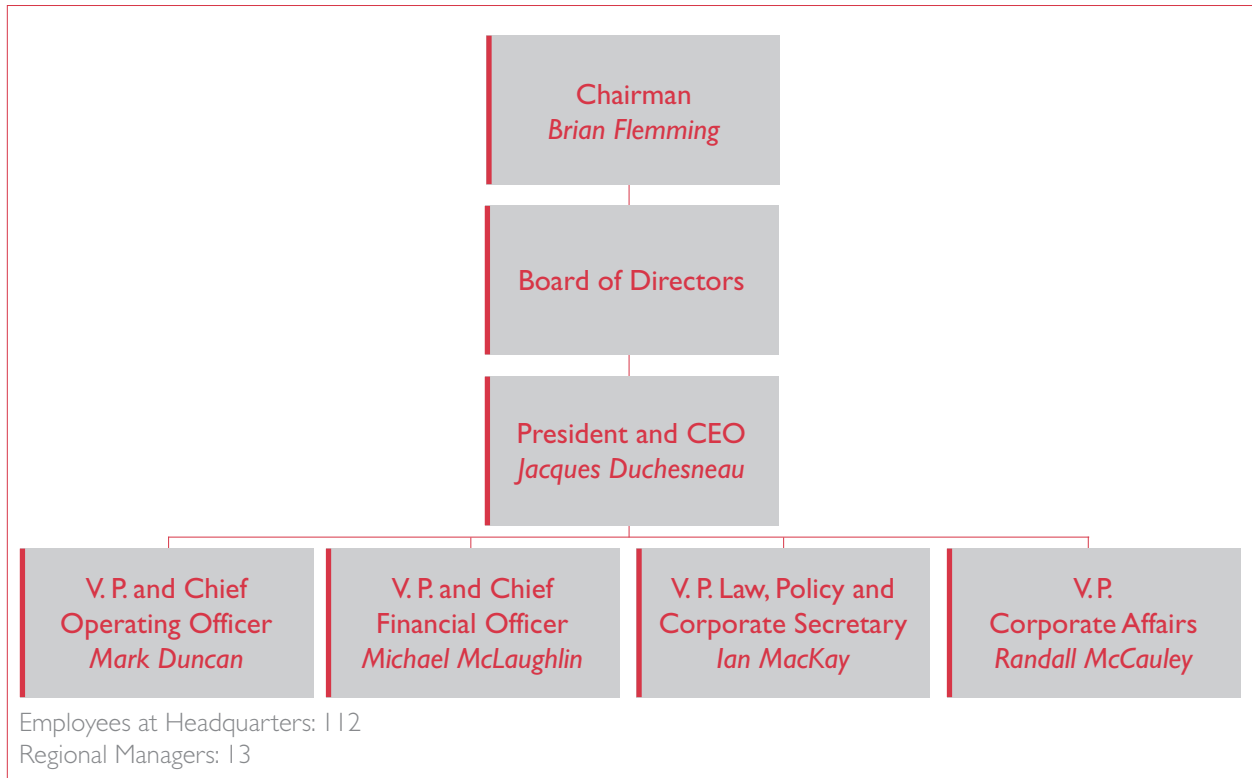 Chairman
Brian Flemming
Board of Directors
President and CEO
Jacques Duchesneau
V. P. and Chief
Operating Officer
Mark Duncan
V. P. and Chief
Financial Officer
Michael McLaughlin
V. P. Law, Policy and
Corporate Secretary
Ian MacKay
V. P.
Corporate Affairs
Randall McCauley
Employees at Headquarters: 112
Regional Managers: 13